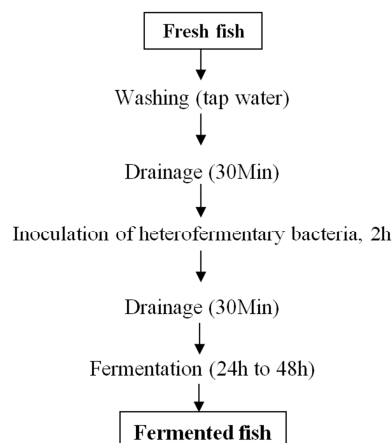 Fresh fish
Washing (tap water)
Drainage (30Min)
Inoculation of heterofermentary bacteria, 2h
Drainage (30Min)
Fermentation (24h to 48h)
Fermented fish